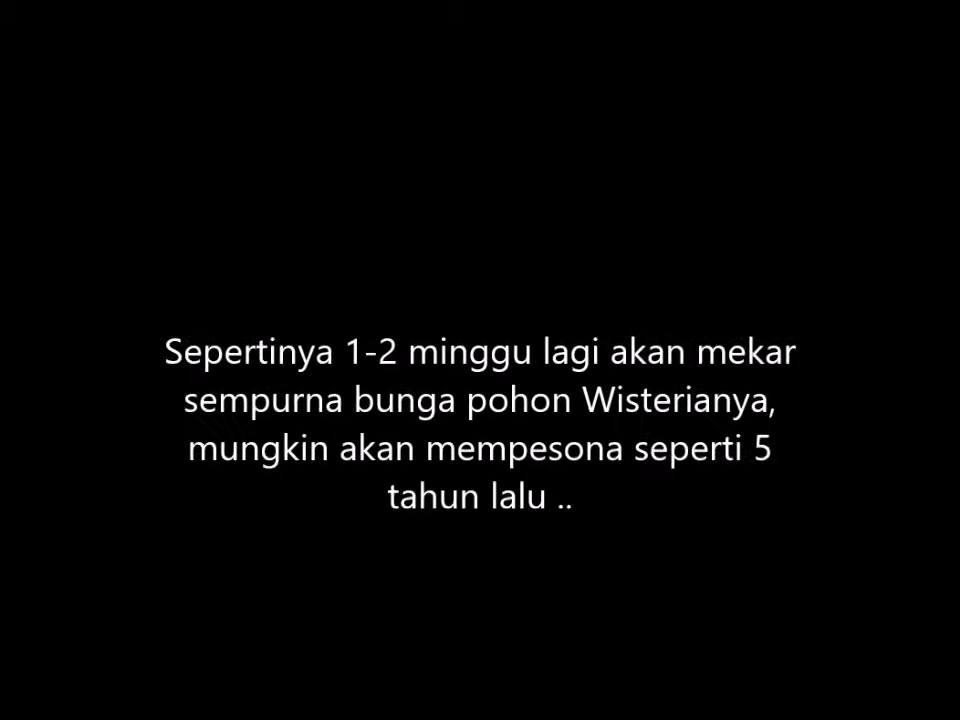 Sepertinya 1-2 minggu lagi akan mekar
sempurna bunga pohon Wisterianya,
mungkin akan mempesona seperti 5
tahun lalu ..